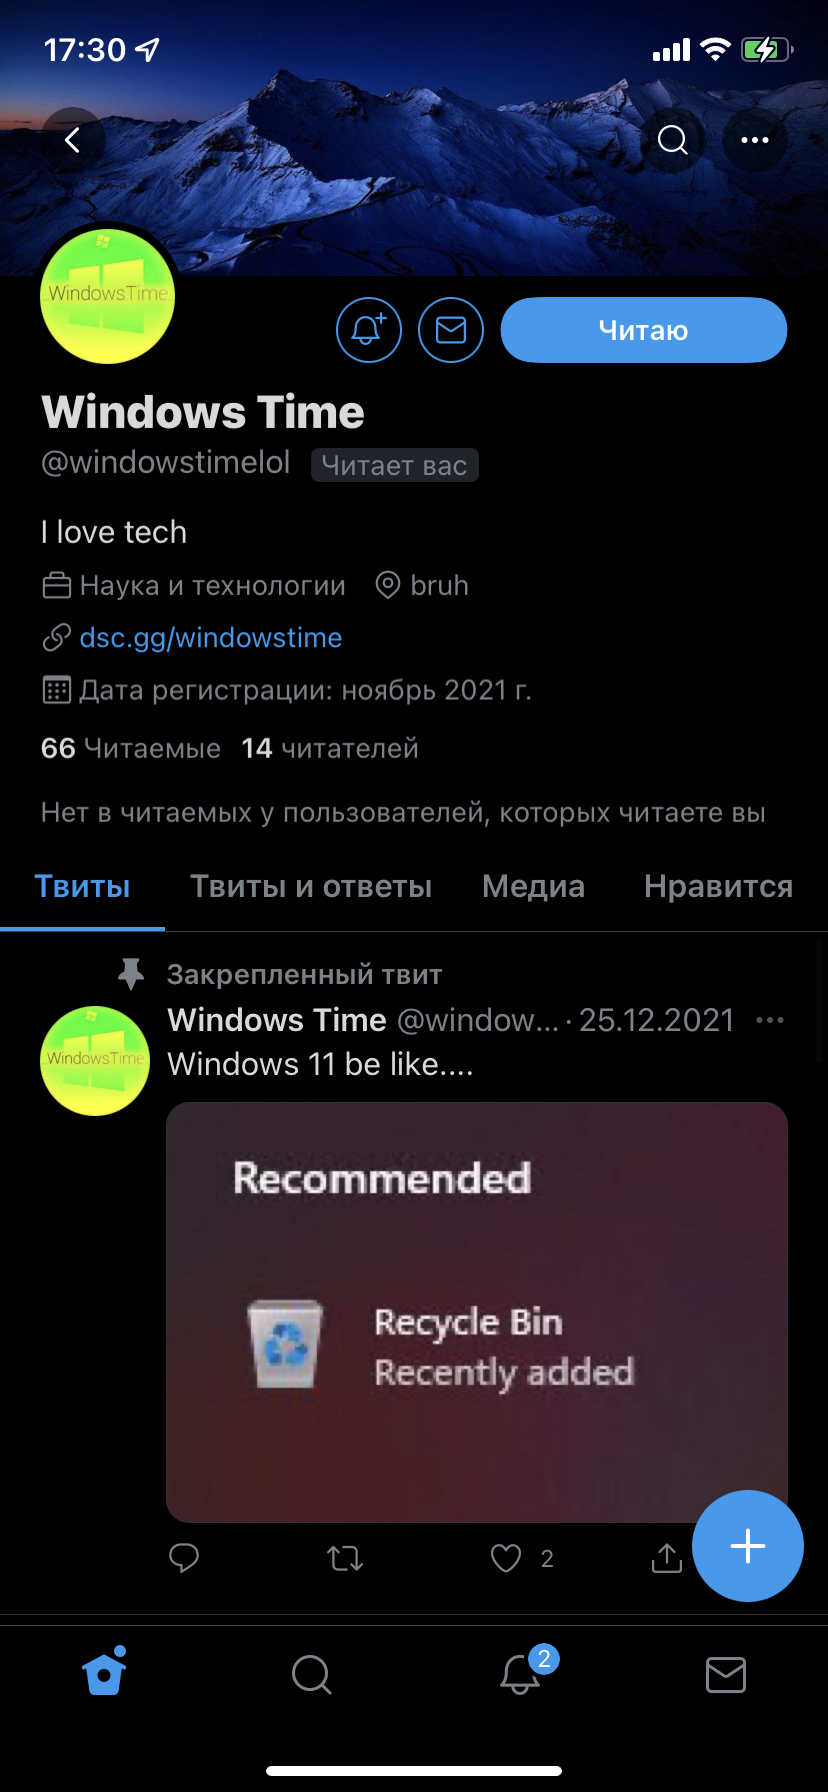 17:30
WindowsTime
Читаю
Windows Time
@windowstimelol Читает вас
I love tech
Наука и технологии bruh
dsc.gg/windowstime
Дата регистрации: ноябрь 2021 г.
66 Читаемые 14 читателей
Нет в читаемых у пользователей, которых читаете вы
Твиты Твиты и ответы Медиа Нравится
Закрепленный твит
Windows Time @window... · 25.12.2021
WindowsTime
Windows 11 be like....
Recommended
Recycle Bin
Recently added
2
2